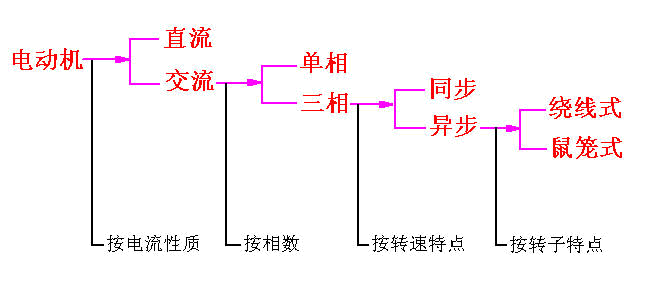 电动机
直流
交流
单相
三相
同步
异步
绕线式
鼠笼式
按电流性质
按相数
按转速特点
按转子特点